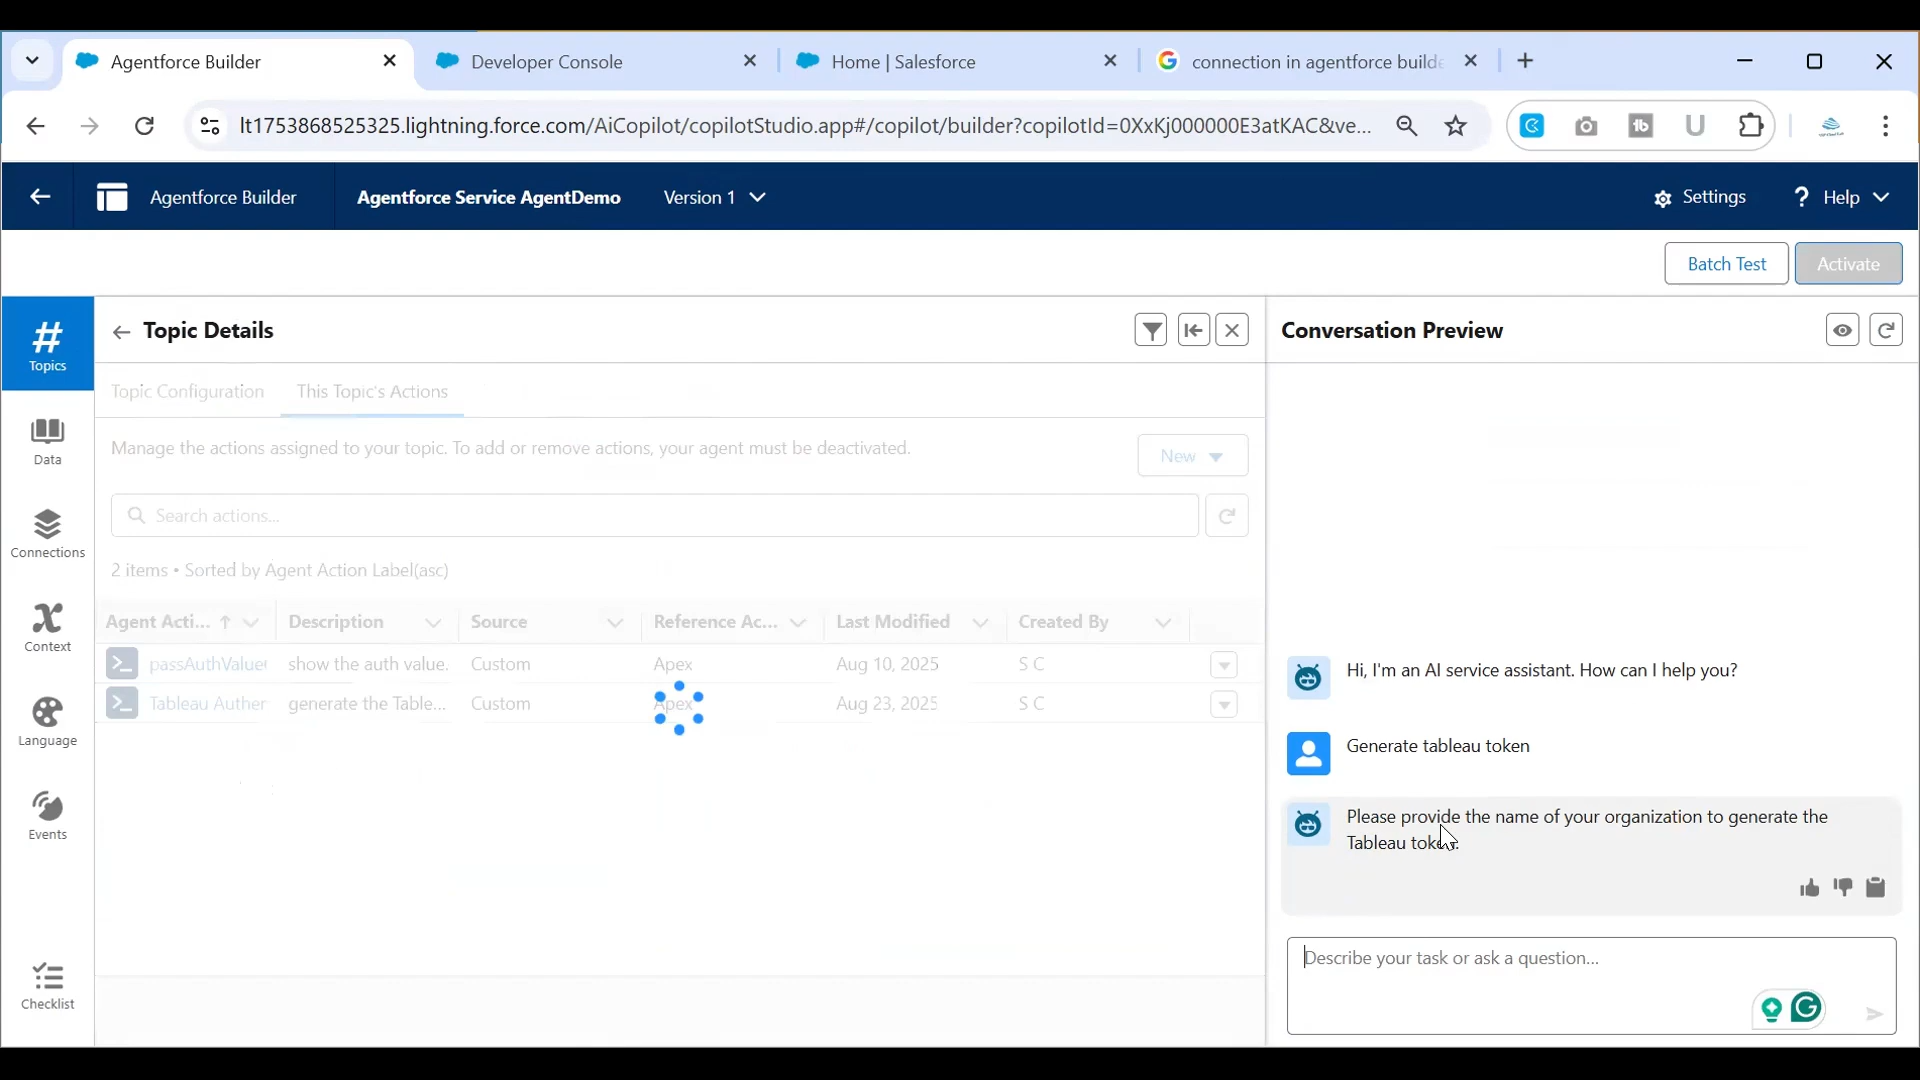 Agentforce Builder
Developer Console
Home | Salesforce
connection in agentforce builde
lt1753868525325.lightning.force.com/AiCopilot/copilotStudio.app#/copilot/builder?copilotId=0XxKj000000E3atKAC&ve...
Agentforce Builder
Agentforce Service AgentDemo
Version 1
Settings
? Help
Batch Test
Activate
Topics
Data
Connections
Context
Language
Events
Checklist
Topic Details
Topic Configuration
This Topic's Actions
Manage the actions assigned to your topic. To add or remove actions, your agent must be deactivated.
New
Search actions...
2 items • Sorted by Agent Action Label(asc)
Agent Acti... Description Source Reference Ac... Last Modified Created By
passAuthValue show the auth value. Custom Apex Aug 10, 2025 S C
Tableau Auther generate the Table... Custom Apex Aug 23, 2025 S C
Conversation Preview
Hi, I'm an AI service assistant. How can I help you?
Generate tableau token
Please provide the name of your organization to generate the
Tableau token.
Describe your task or ask a question...